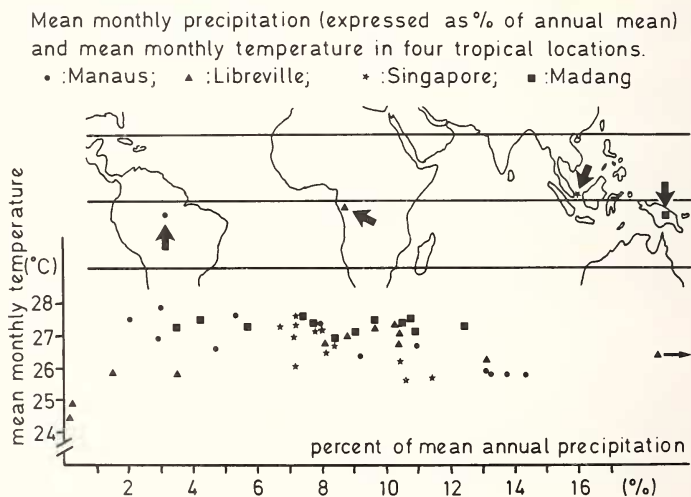 Mean monthly precipitation (expressed as % of annual mean)
and mean monthly temperature in four tropical locations.
• :Manaus; ▲ :Libreville; ★ :Singapore; ■ :Madang
mean monthly temperature
(°C)
28
27
26
25
24
percent of mean annual precipitation
2 4 6 8 10 12 14 16 (%)